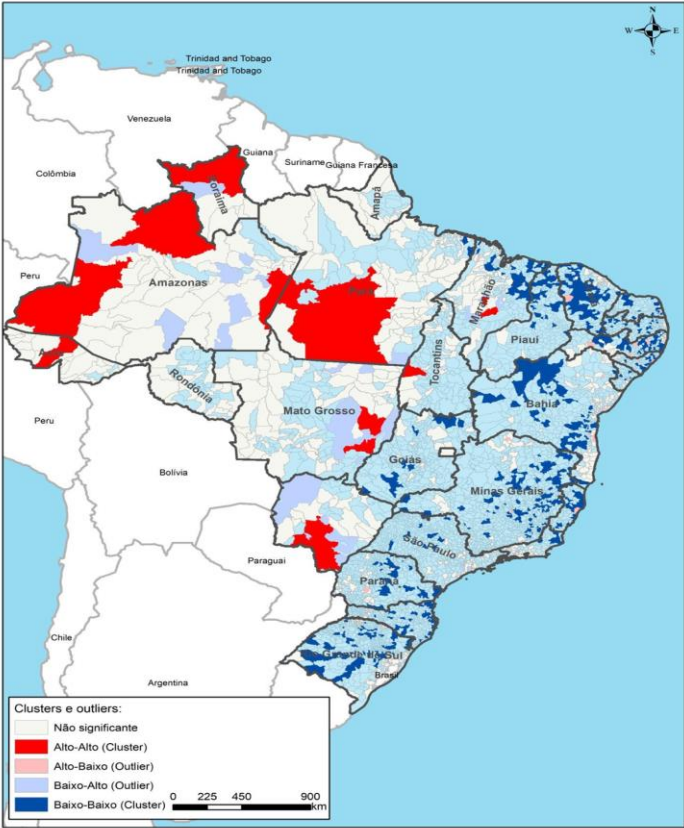 N
W E
S
Trinidad and Tobago
Trinidad and Tobago
Venezuela
Guiana
Suriname
Guiana Francesa
Colômbia
Roraima
Amapá
Peru
Amazonas
Pará
Maranhão
Piauí
Tocantins
Rondônia
Bahia
Mato Grosso
Peru
Goiás
Bolívia
Minas Gerais
São Paulo
Paraguai
Paraná
Chile
Rio Grande do Sul
Brasil
Argentina
Clusters e outliers:
Não significante
Alto-Alto (Cluster)
Alto-Baixo (Outlier)
Baixo-Alto (Outlier)
Baixo-Baixo (Cluster)
0 225 450 900
km